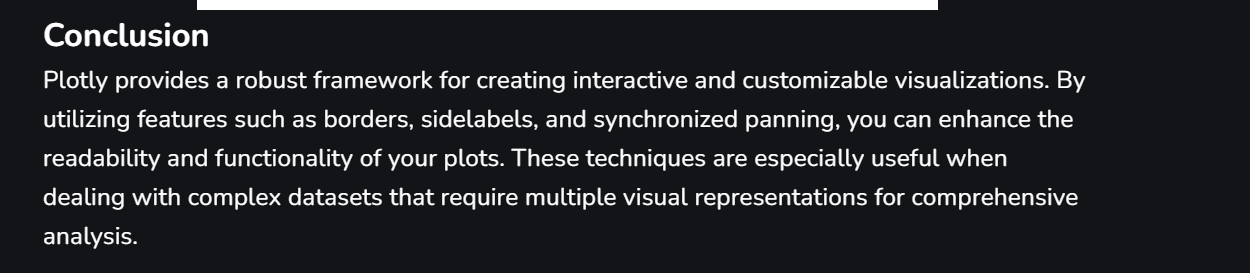 Conclusion
Plotly provides a robust framework for creating interactive and customizable visualizations. By
utilizing features such as borders, sidelabels, and synchronized panning, you can enhance the
readability and functionality of your plots. These techniques are especially useful when
dealing with complex datasets that require multiple visual representations for comprehensive
analysis.